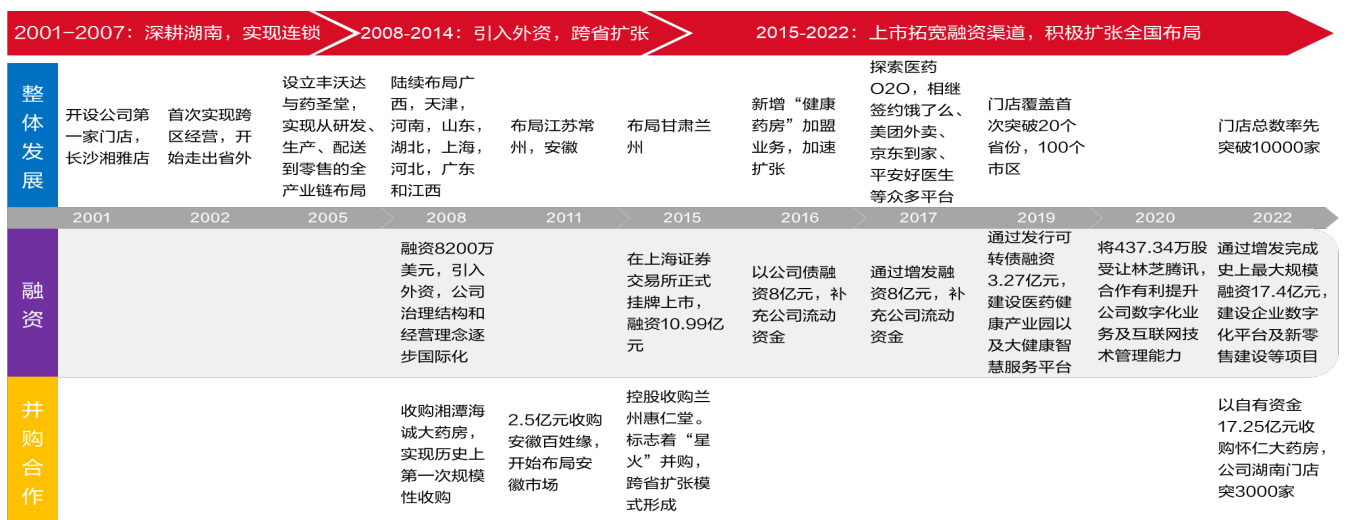 2001-2007：深耕湖南，实现连锁
2008-2014：引入外资，跨省扩张
2015-2022：上市拓宽融资渠道，积极扩张全国布局
整
体
发
展
开设公司第
一家门店，
长沙湘雅店
首次实现跨
区经营，开
始走出省外
设立丰沃达
与药圣堂，
实现从研发、
生产、配送
到零售的全
产业链布局
陆续布局广
西，天津，
河南，山东，
湖北，上海，
河北，广东
和江西
布局江苏常
州，安徽
布局甘肃兰
州
新增“健康
药房”加盟
业务，加速
扩张
探索医药
O2O，相继
签约饿了么、
美团外卖、
京东到家、
平安好医生
等众多平台
门店覆盖首
次突破20个
省份，100个
市区
门店总数率先
突破10000家
2001
2002
2005
2008
2011
2015
2016
2017
2019
2020
2022
融
资
融资8200万
美元，引入
外资，公司
治理结构和
经营理念逐
步国际化
在上海证券
交易所正式
挂牌上市，
融资10.99亿
元
以公司债融
资8亿元，补
充公司流动
资金
通过增发融
资8亿元，补
充公司流动
资金
通过发行可
转债融资
3.27亿元，
建设医药健
康产业园以
及大健康智
慧服务平台
将437.34万股
受让林芝腾讯，
合作有利提升
公司数字化业
务及互联网技
术管理能力
通过增发完成
史上最大规模
融资17.4亿元，
建设企业数字
化平台及新零
售建设等项目
并
购
合
作
收购湘潭海
诚大药房，
实现历史上
第一次规模
性收购
2.5亿元收购
安徽百姓缘，
开始布局安
徽市场
控股收购兰
州惠仁堂。
标志着“星
火”并购，
跨省扩张模
式形成
以自有资金
17.25亿元收
购怀仁大药房，
公司湖南门店
突3000家